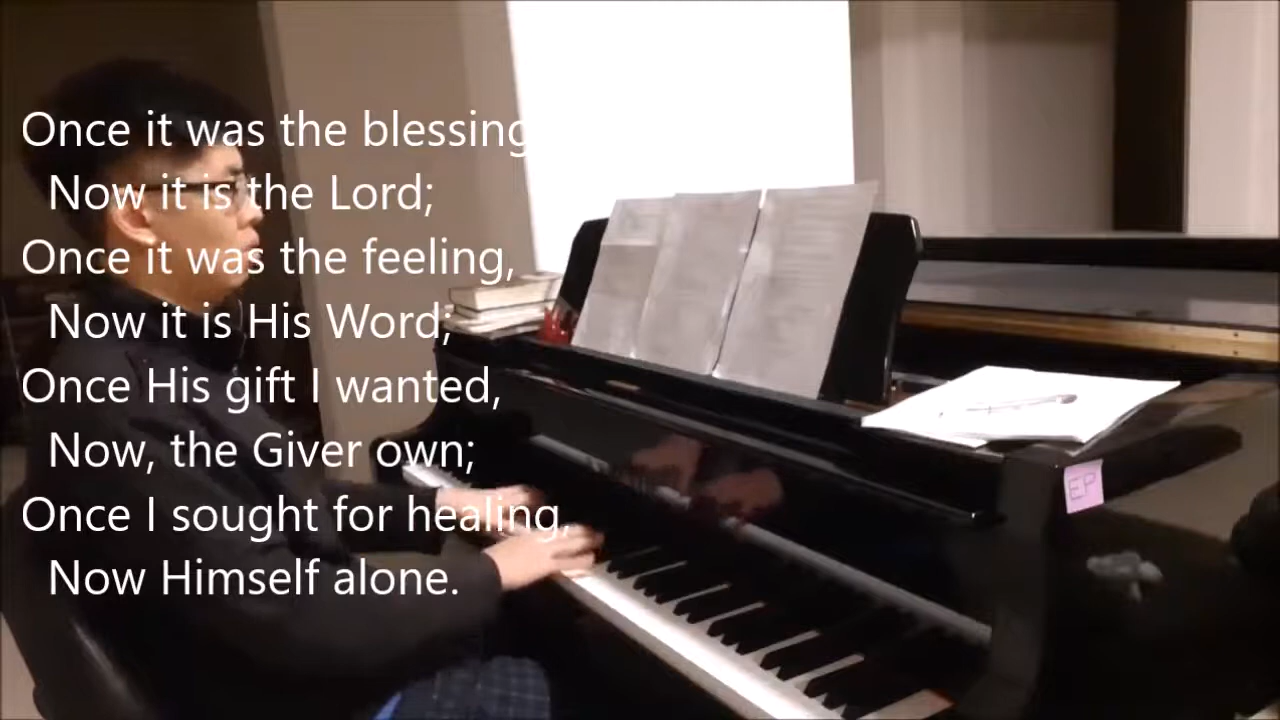 Once it was the blessing
Now it is the Lord;
Once it was the feeling,
Now it is His Word;
Once His gift I wanted,
Now, the Giver own;
Once I sought for healing,
Now Himself alone.
EP